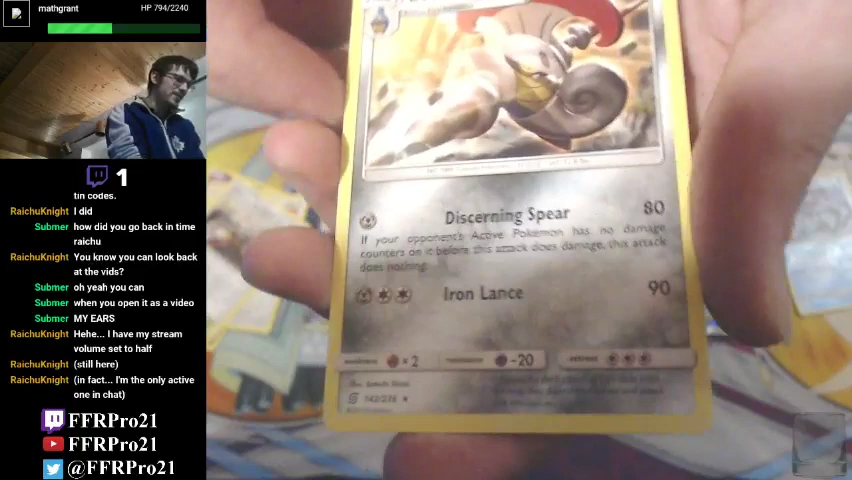 mathgrant
HP 794/2240
1
tin codes.
RaichuKnight I did
Submer how did you go back in time
raichu
RaichuKnight You know you can look back
at the vids?
Submer oh yeah you can
Submer when you open it as a video
Submer MY EARS
RaichuKnight Hehe... I have my stream
volume set to half
RaichuKnight (still here)
RaichuKnight (in fact... I'm the only active
one in chat)
FFRPro21
FFRPro21
@FFRPro21
Discerning Spear 80
If your opponent's Active Pokémon has no damage
counters on it before this attack does damage, this attack
does nothing.
Iron Lance 90
weakness × 2 resistance -20 retreat